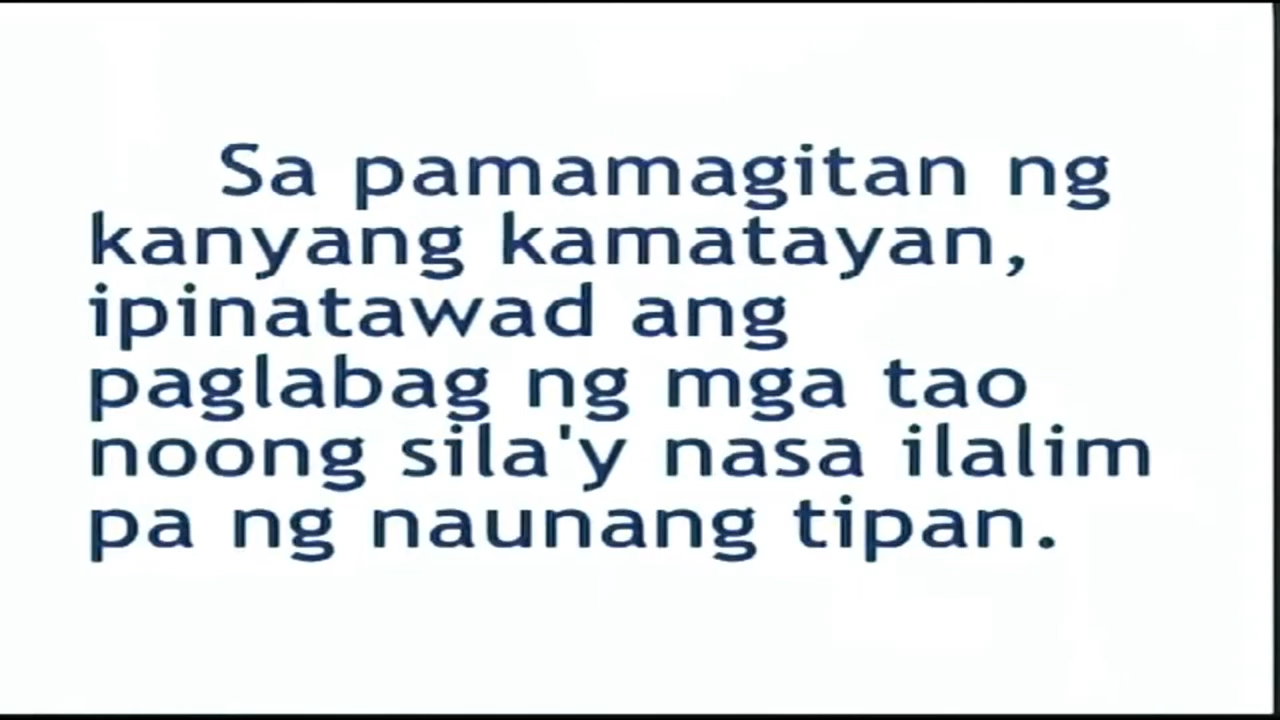 Sa pamamagitan ng
kanyang kamatayan,
ipinatawad ang
paglabag ng mga tao
noong sila'y nasa ilalim
pa ng naunang tipan.